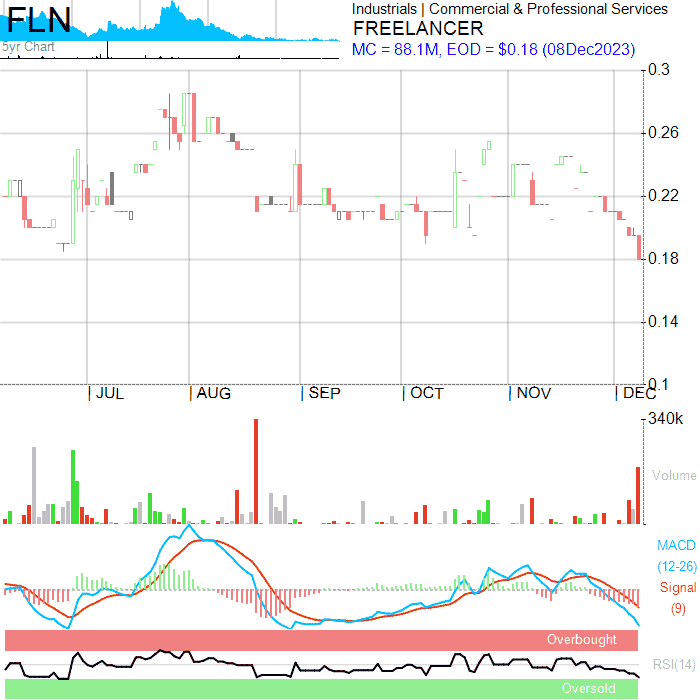 FLN
5yr Chart
Industrials | Commercial & Professional Services
FREELANCER
MC = 88.1M, EOD = $0.18 (08Dec2023)
0.3
0.26
0.22
0.18
0.14
0.1
JUL AUG SEP OCT NOV DEC
340k
Volume
MACD
(12-26)
Signal
(9)
Overbought
RSI(14)
Oversold